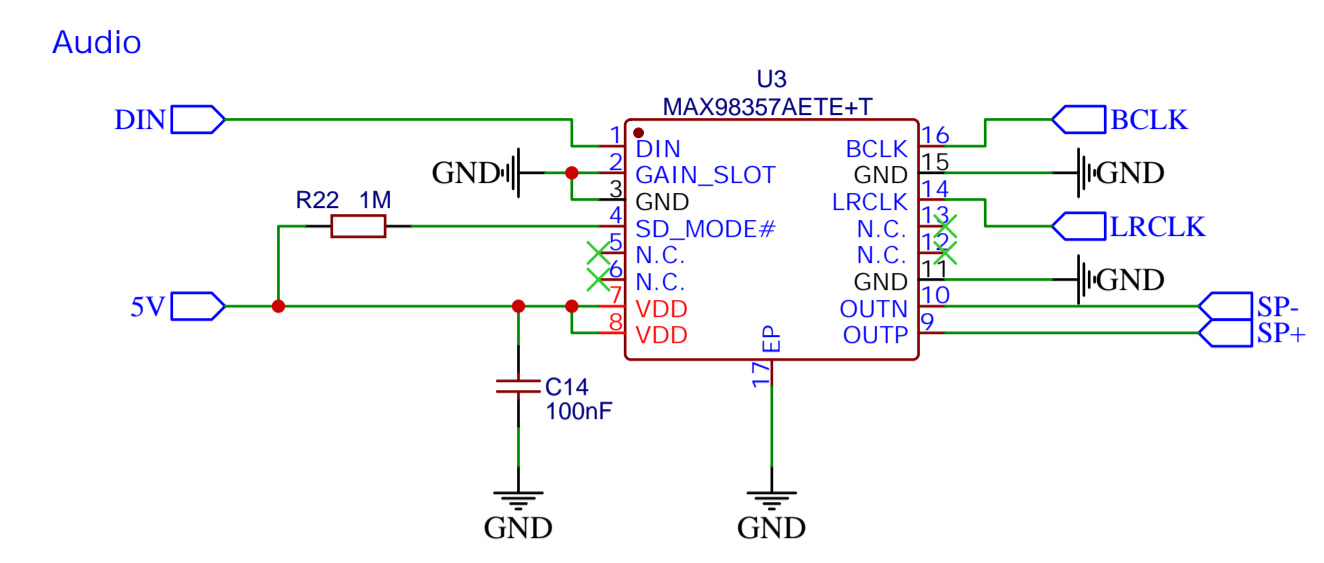 Audio
U3
MAX98357AETE+T
DIN
BCLK
1
DIN
BCLK
16
GND
2
GAIN_SLOT
GND
15
GND
3
GND
LRCLK
14
R22 1M
4
SD_MODE#
N.C.
13
LRCLK
5
N.C.
N.C.
12
6
N.C.
GND
11
GND
5V
7
VDD
OUTN
10
SP-
8
VDD
OUTP
9
SP+
EP
17
C14
100nF
GND
GND